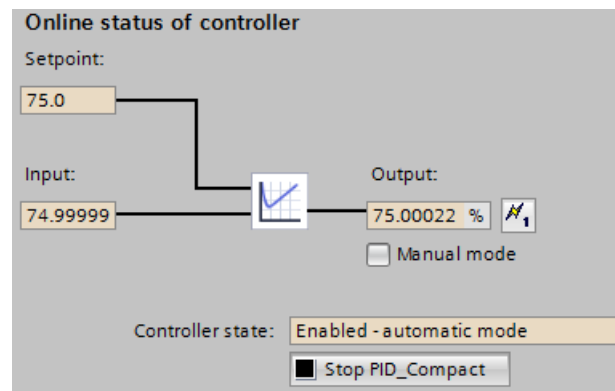 Online status of controller
Setpoint:
75.0
Input:
Output:
74.99999
75.00022 %
1
Manual mode
Controller state:
Enabled - automatic mode
Stop PID_Compact